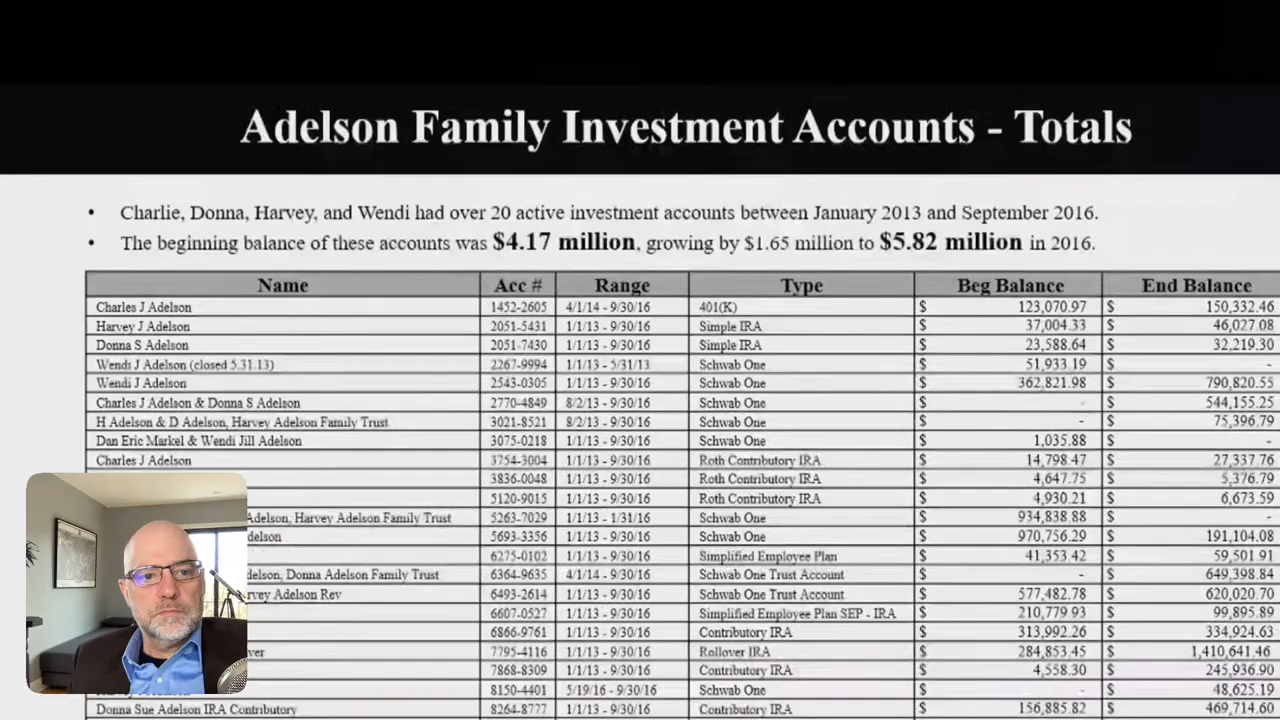 Adelson Family Investment Accounts - Totals
• Charlie, Donna, Harvey, and Wendi had over 20 active investment accounts between January 2013 and September 2016.
• The beginning balance of these accounts was $4.17 million, growing by $1.65 million to $5.82 million in 2016.
Name Acc # Range Type Beg Balance End Balance
Charles J Adelson 1452-2605 4/1/14 - 9/30/16 401(K) $ 123,070.97 $ 150,332.46
Harvey J Adelson 2051-5431 1/1/13 - 9/30/16 Simple IRA $ 37,004.33 $ 46,027.08
Donna S Adelson 2051-7430 1/1/13 - 9/30/16 Simple IRA $ 23,588.64 $ 32,219.30
Wendi J Adelson (closed 5.31.13) 2267-9994 1/1/13 - 5/31/13 Schwab One $ 51,933.19 $ -
Wendi J Adelson 2543-0305 1/1/13 - 9/30/16 Schwab One $ 362,821.98 $ 790,820.55
Charles J Adelson & Donna S Adelson 2770-4849 8/2/13 - 9/30/16 Schwab One $ - $ 544,155.25
H Adelson & D Adelson, Harvey Adelson Family Trust 3021-8521 8/2/13 - 9/30/16 Schwab One $ - $ 75,396.79
Dan Eric Markel & Wendi Jill Adelson 3075-0218 1/1/13 - 9/30/16 Schwab One $ 1,035.88 $ -
Charles J Adelson 3754-3004 1/1/13 - 9/30/16 Roth Contributory IRA $ 14,798.47 $ 27,337.76
3836-0048 1/1/13 - 9/30/16 Roth Contributory IRA $ 4,647.75 $ 5,376.79
5120-9015 1/1/13 - 9/30/16 Roth Contributory IRA $ 4,930.21 $ 6,673.59
Adelson, Harvey Adelson Family Trust 5263-7029 1/1/13 - 1/31/16 Schwab One $ 934,838.88 $ -
delson 5693-3356 1/1/13 - 9/30/16 Schwab One $ 970,756.29 $ 191,104.08
6275-0102 1/1/13 - 9/30/16 Simplified Employee Plan $ 41,353.42 $ 59,501.91
delson, Donna Adelson Family Trust 6364-9635 4/1/14 - 9/30/16 Schwab One Trust Account $ - $ 649,398.84
vey Adelson Rev 6493-2614 1/1/13 - 9/30/16 Schwab One Trust Account $ 577,482.78 $ 620,020.70
6607-0527 1/1/13 - 9/30/16 Simplified Employee Plan SEP - IRA $ 210,779.93 $ 99,895.89
6866-9761 1/1/13 - 9/30/16 Contributory IRA $ 313,992.26 $ 334,924.63
ver 7795-4116 1/1/13 - 9/30/16 Rollover IRA $ 284,853.45 $ 1,410,641.46
7868-8309 1/1/13 - 9/30/16 Contributory IRA $ 4,558.30 $ 245,936.90
8150-4401 5/19/16 - 9/30/16 Schwab One $ - $ 48,625.19
Donna Sue Adelson IRA Contributory 8264-8777 1/1/13 - 9/30/16 Contributory IRA $ 156,885.82 $ 469,714.60